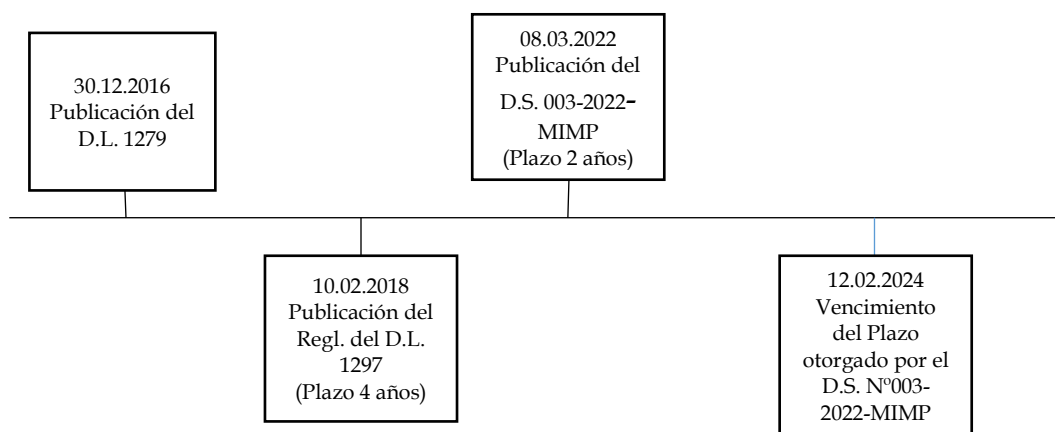 30.12.2016
Publicación del
D.L. 1279
10.02.2018
Publicación del
Regl. del D.L.
1297
(Plazo 4 años)
08.03.2022
Publicación del
D.S. 003-2022-
MIMP
(Plazo 2 años)
12.02.2024
Vencimiento
del Plazo
otorgado por el
D.S. Nº003-
2022-MIMP